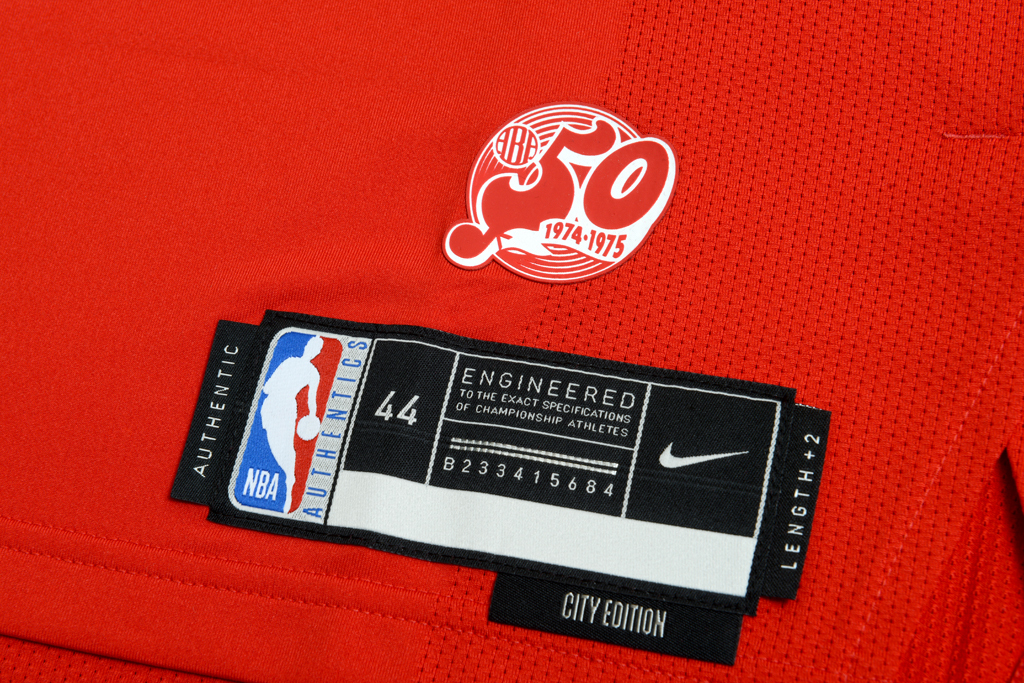 ABA
50
1974·1975
AUTHENTIC
NBA
AUTHENTICS
44
ENGINEERED
TO THE EXACT SPECIFICATIONS
OF CHAMPIONSHIP ATHLETES
B233415684
LENGTH+2
CITY EDITION